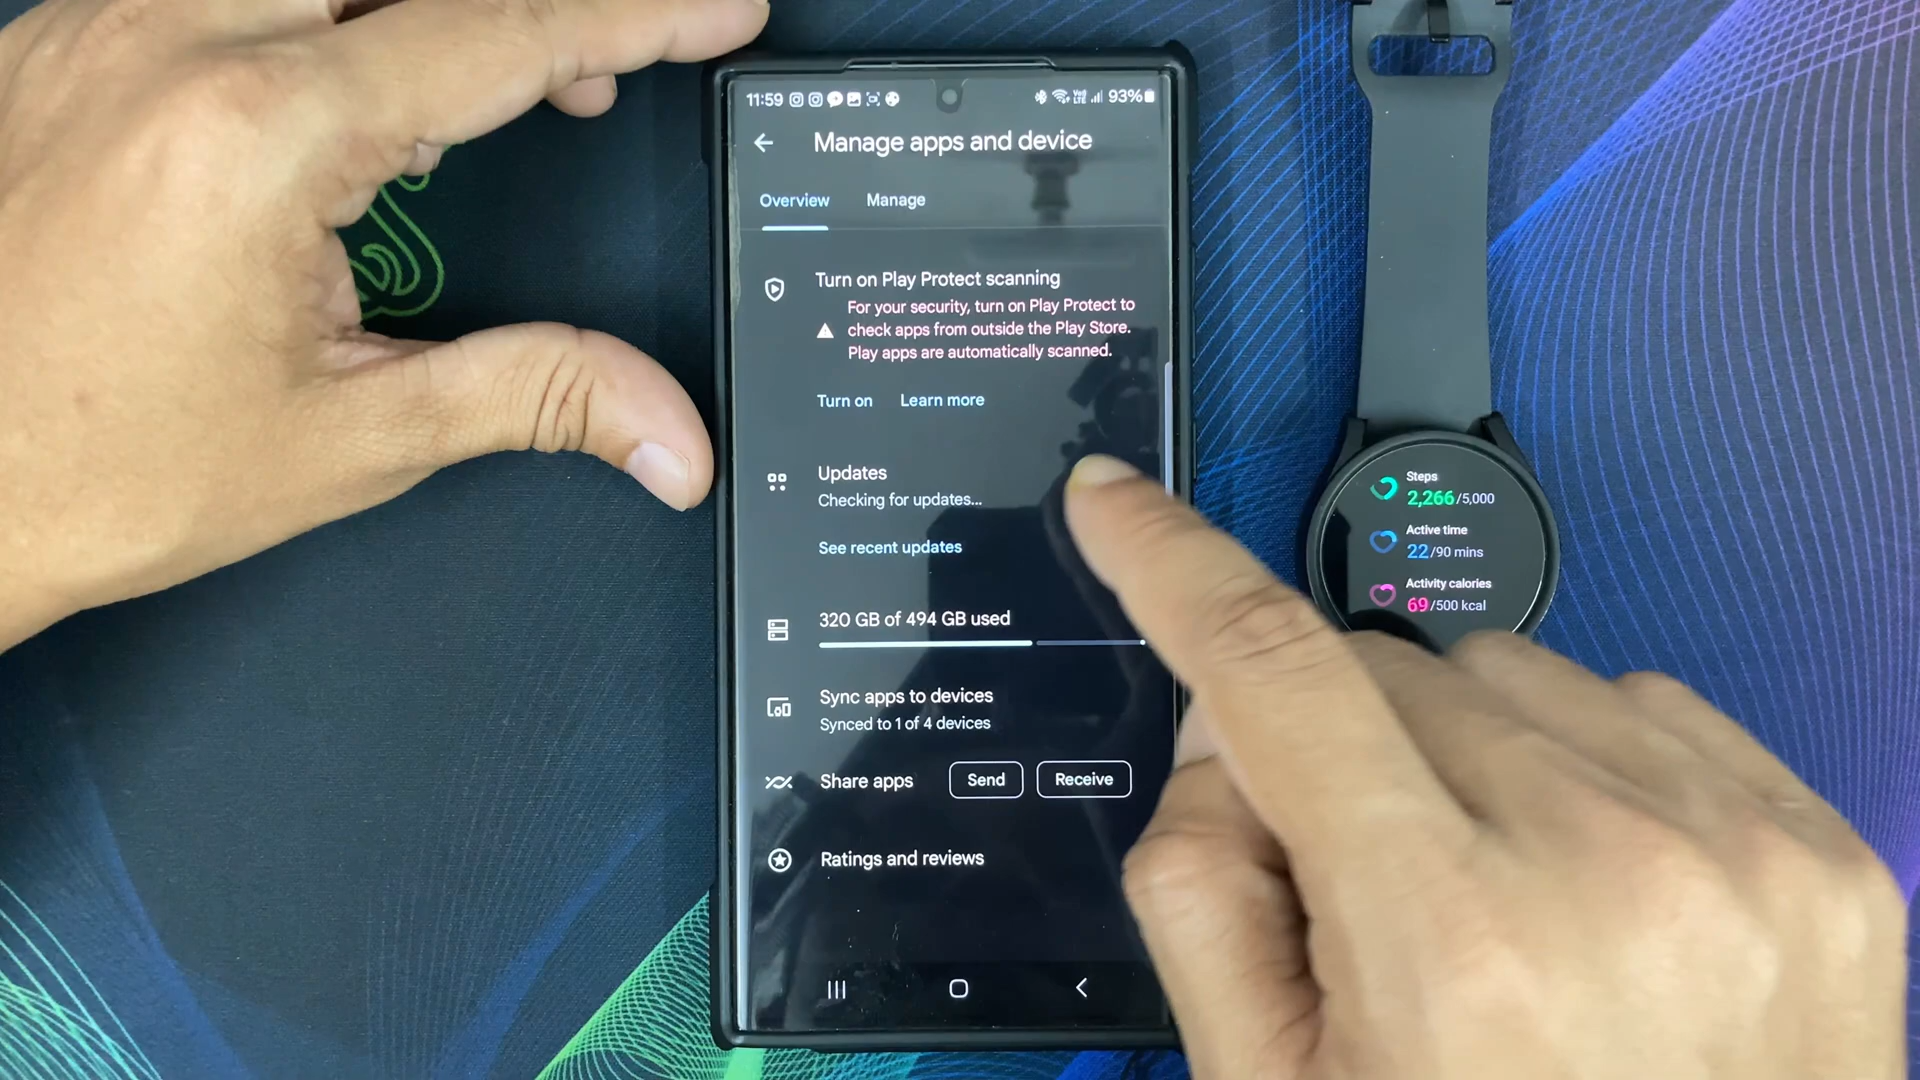 11:59
93%
Manage apps and device
Overview
Manage
Turn on Play Protect scanning
For your security, turn on Play Protect to
check apps from outside the Play Store.
Play apps are automatically scanned.
Turn on
Learn more
Updates
Checking for updates...
See recent updates
320 GB of 494 GB used
Sync apps to devices
Synced to 1 of 4 devices
Share apps
Send
Receive
Ratings and reviews
Steps
2,266/5,000
Active time
22/90 mins
Activity calories
69/500 kcal